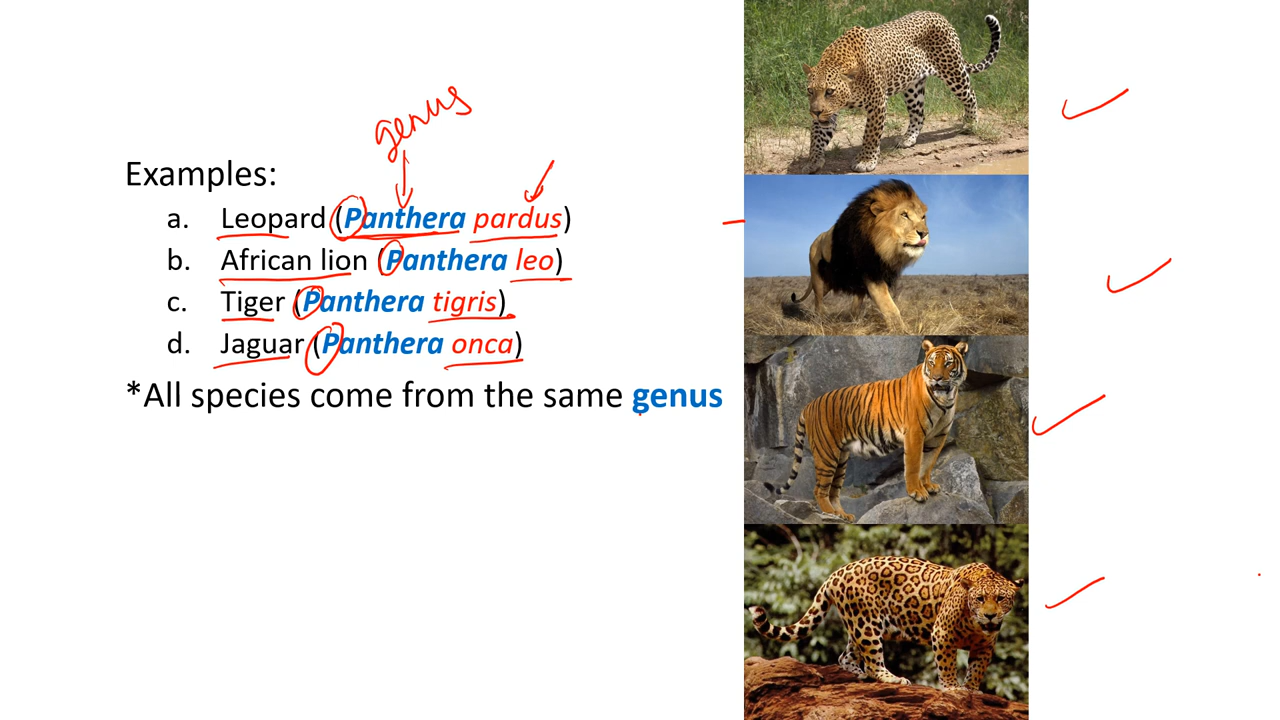 genus
Examples:
a. Leopard (Panthera pardus)
b. African lion (Panthera leo)
c. Tiger (Panthera tigris)
d. Jaguar (Panthera onca)
*All species come from the same genus